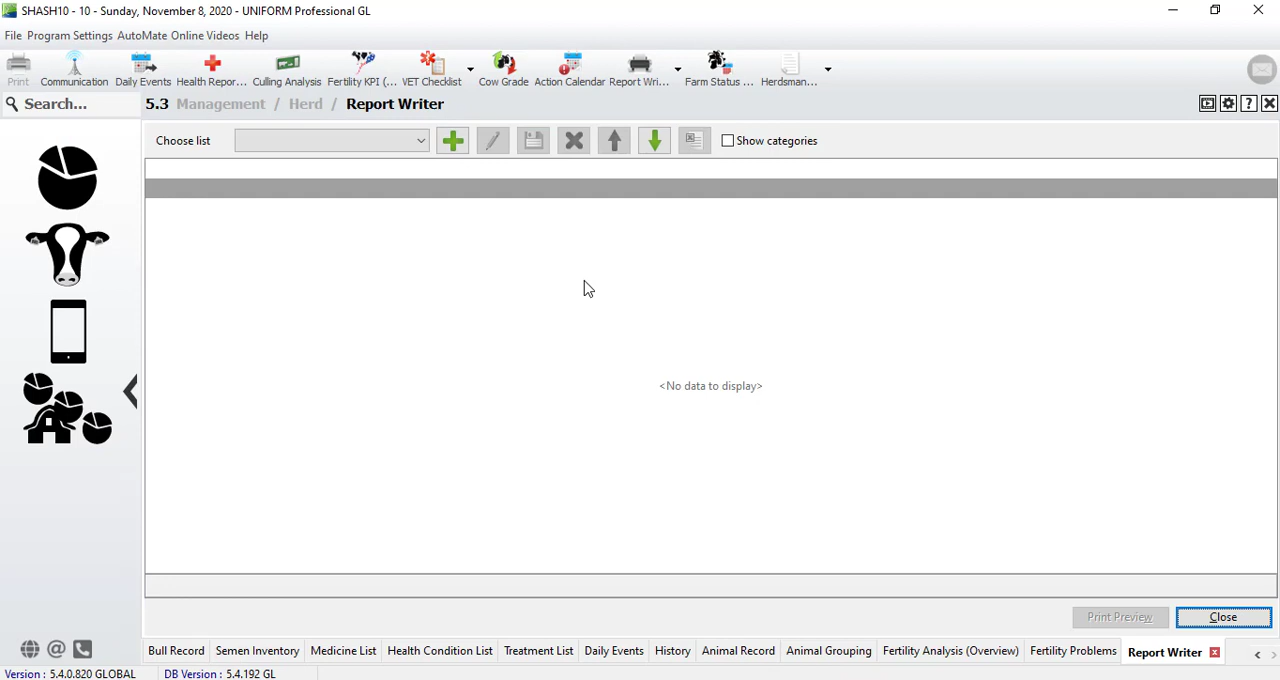 SHASH10 - 10 - Sunday, November 8, 2020 - UNIFORM Professional GL
File Program Settings AutoMate Online Videos Help
Print Communication Daily Events Health Repor... Culling Analysis Fertility KPI (... VET Checklist Cow Grade Action Calendar Report Wri... Farm Status ... Herdsman...
Search... 5.3 Management / Herd / Report Writer
Choose list Show categories
<No data to display>
Print Preview Close
Bull Record Semen Inventory Medicine List Health Condition List Treatment List Daily Events History Animal Record Animal Grouping Fertility Analysis (Overview) Fertility Problems Report Writer
Version : 5.4.0.820 GLOBAL DB Version : 5.4.192 GL